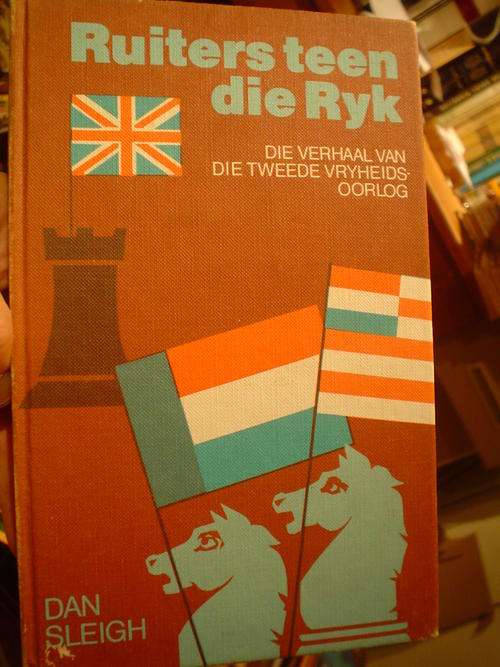 Ruiters teen
die Ryk
DIE VERHAAL VAN
DIE TWEEDE VRYHEIDS-
OORLOG
DAN
SLEIGH